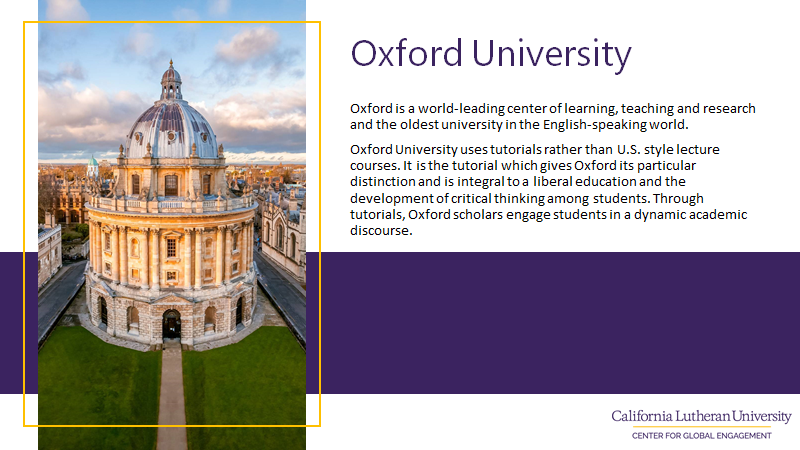 Oxford University
Oxford is a world-leading center of learning, teaching and research
and the oldest university in the English-speaking world.
Oxford University uses tutorials rather than U.S. style lecture
courses. It is the tutorial which gives Oxford its particular
distinction and is integral to a liberal education and the
development of critical thinking among students. Through
tutorials, Oxford scholars engage students in a dynamic academic
discourse.
California Lutheran University
CENTER FOR GLOBAL ENGAGEMENT